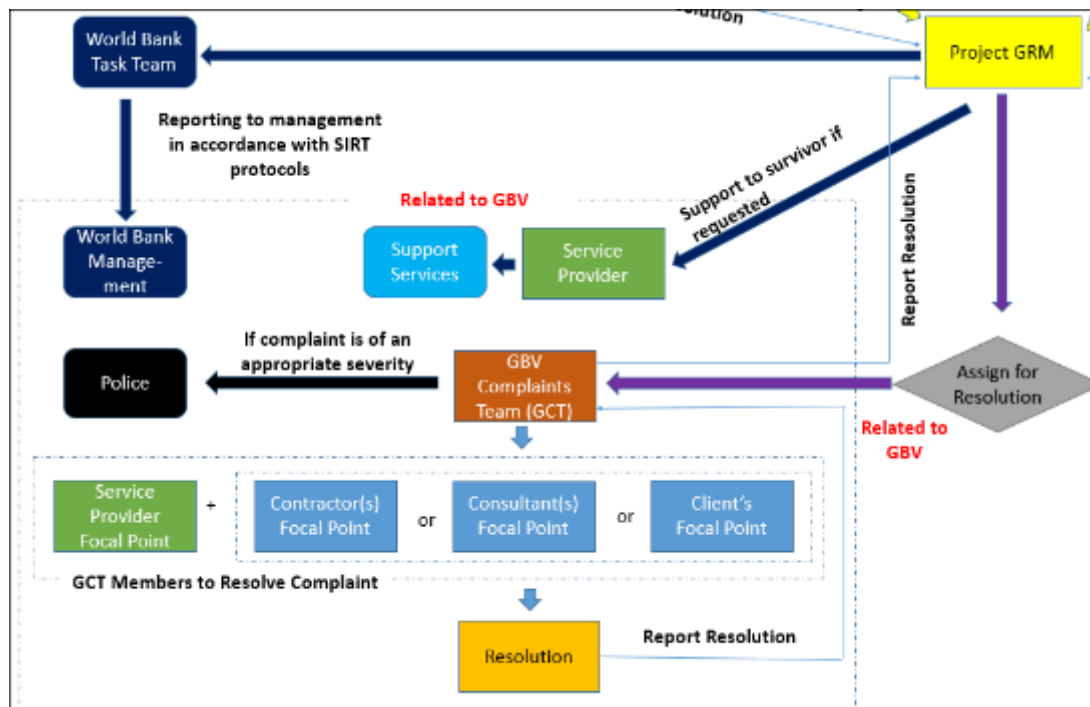 olution
World Bank
Task Team
Project GRM
Reporting to management
in accordance with SIRT
protocols
Support to survivor if
requested
Related to GBV
World Bank
Manage-
ment
Support
Services
Service
Provider
Report Resolution
If complaint is of an
appropriate severity
Police
GBV
Complaints
Team (GCT)
Assign for
Resolution
Related to
GBV
Service
Provider
Focal Point
+
Contractor(s)
Focal Point
or
Consultant(s)
Focal Point
or
Client's
Focal Point
GCT Members to Resolve Complaint
Resolution
Report Resolution